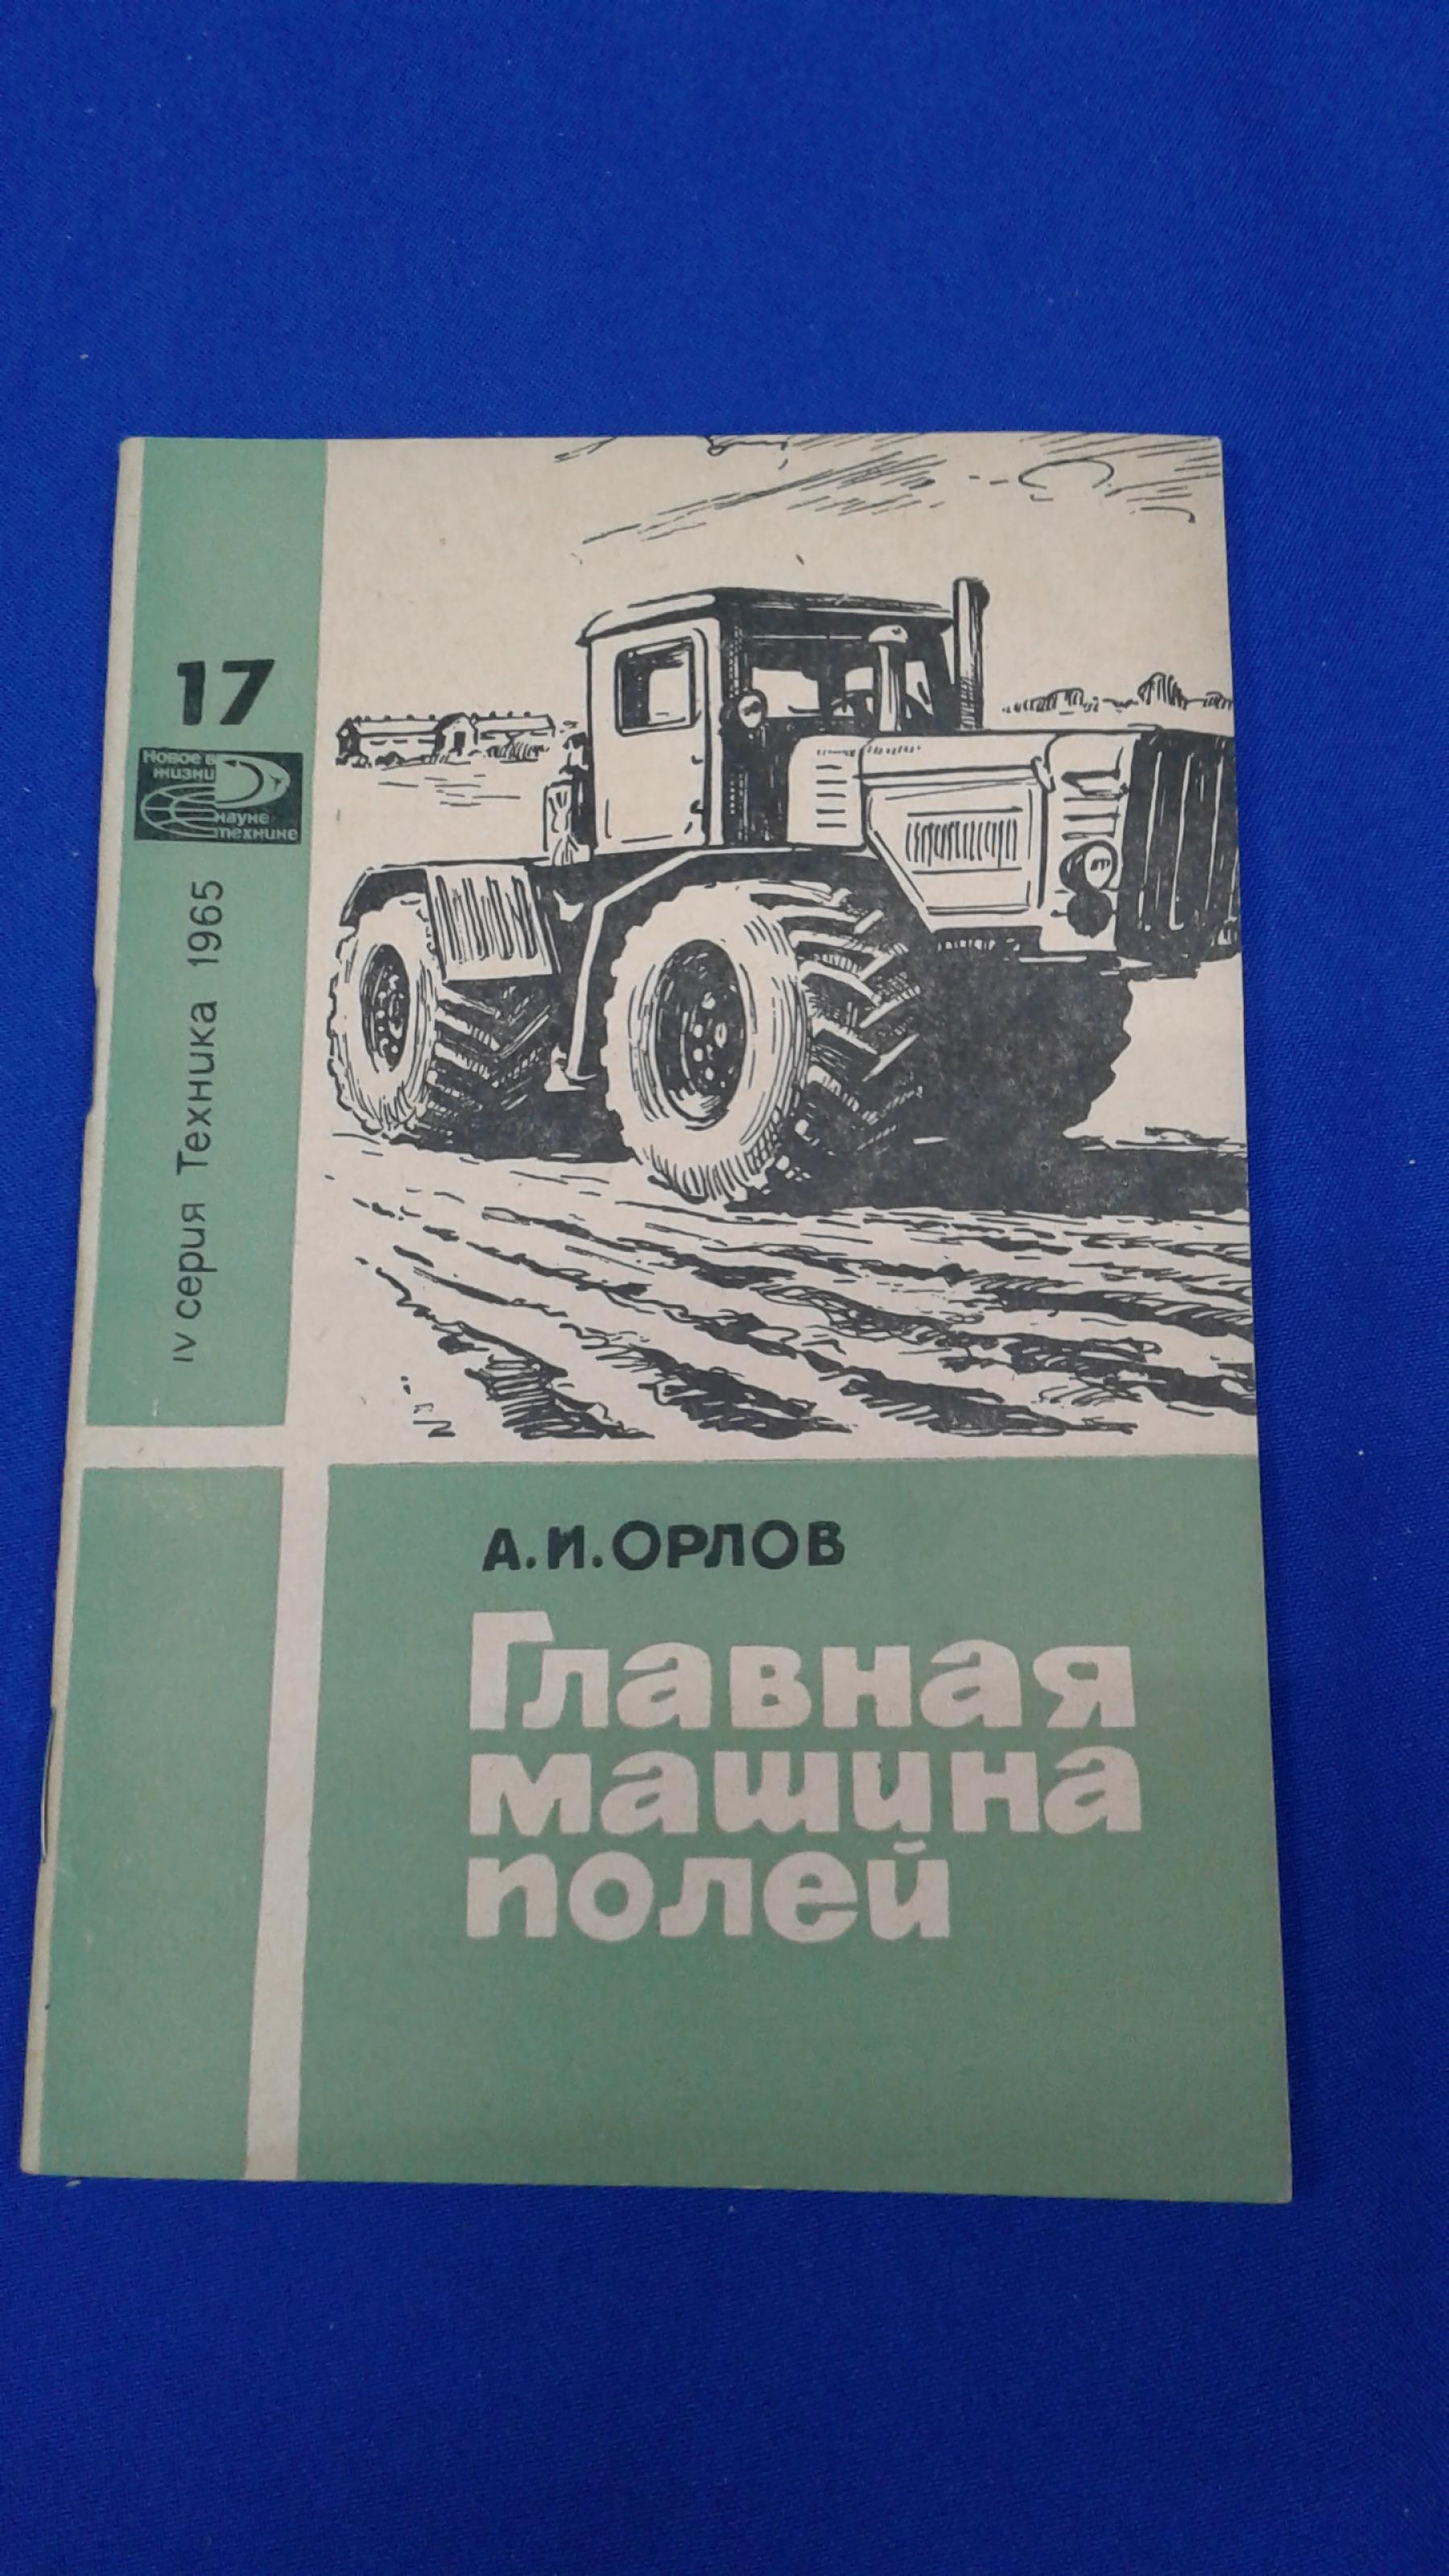 17
Новое в
жизни
науке
технике
IV серия Техника 1965
А.И.ОРЛОВ
Главная
машина
полей